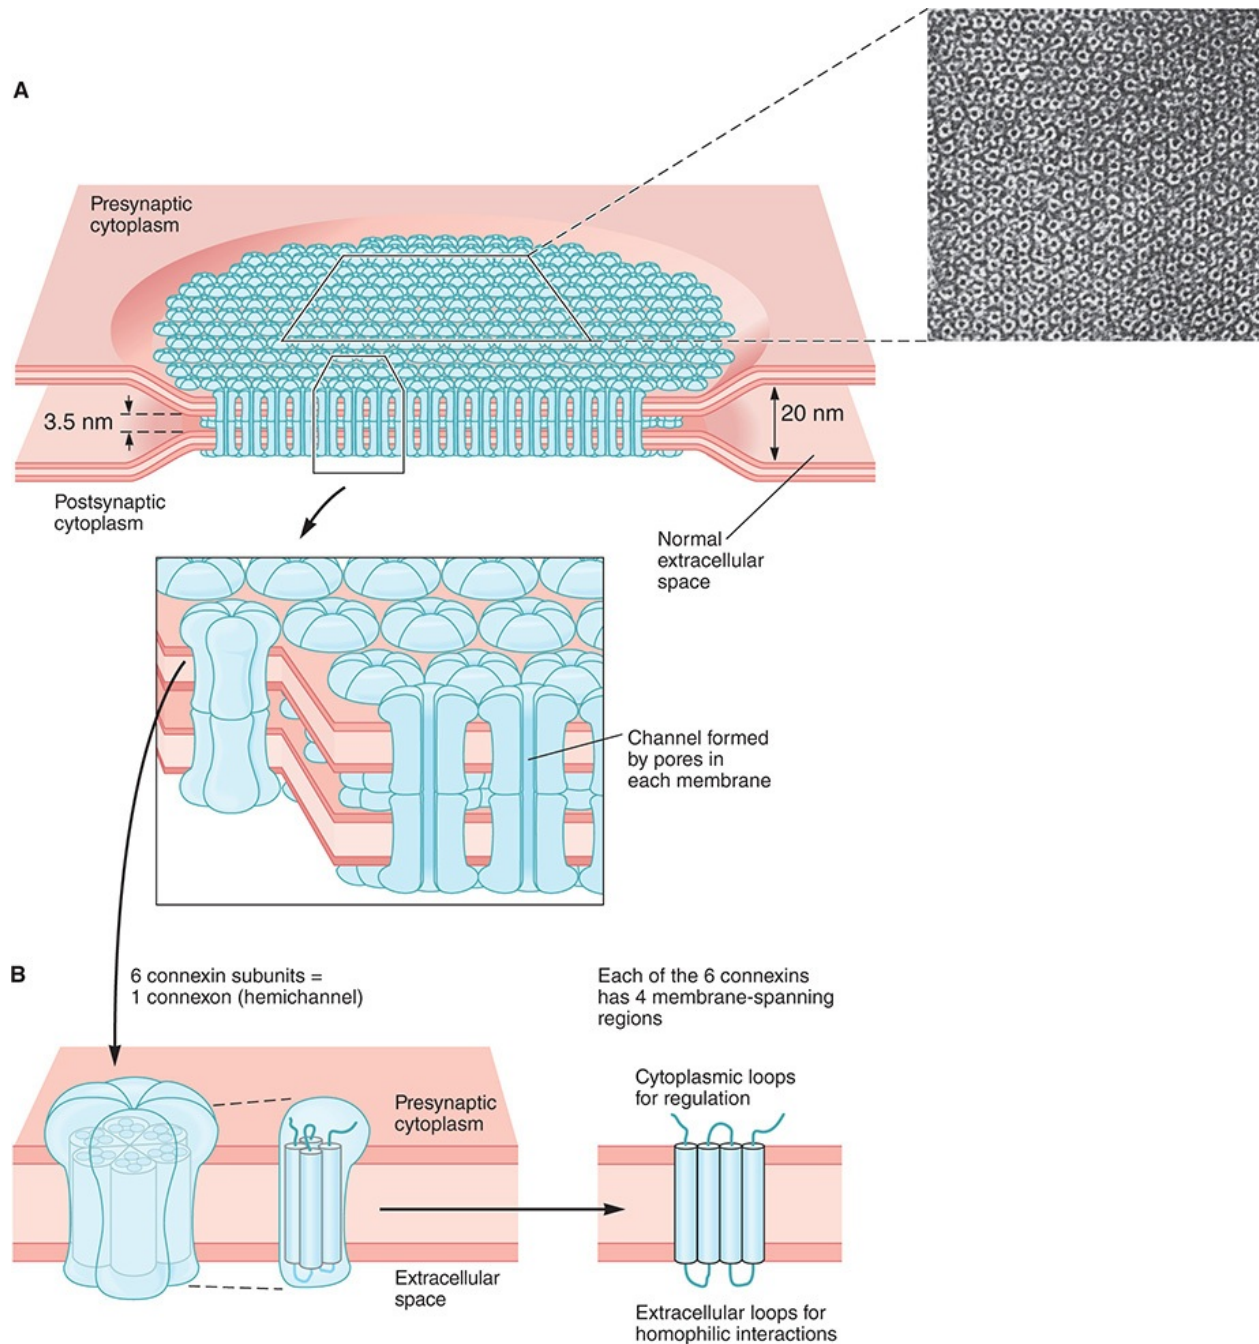 A
Presynaptic
cytoplasm
3.5 nm
20 nm
Postsynaptic
cytoplasm
Normal
extracellular
space
Channel formed
by pores in
each membrane
B
6 connexin subunits =
1 connexon (hemichannel)
Each of the 6 connexins
has 4 membrane-spanning
regions
Presynaptic
cytoplasm
Cytoplasmic loops
for regulation
Extracellular
space
Extracellular loops for
homophilic interactions